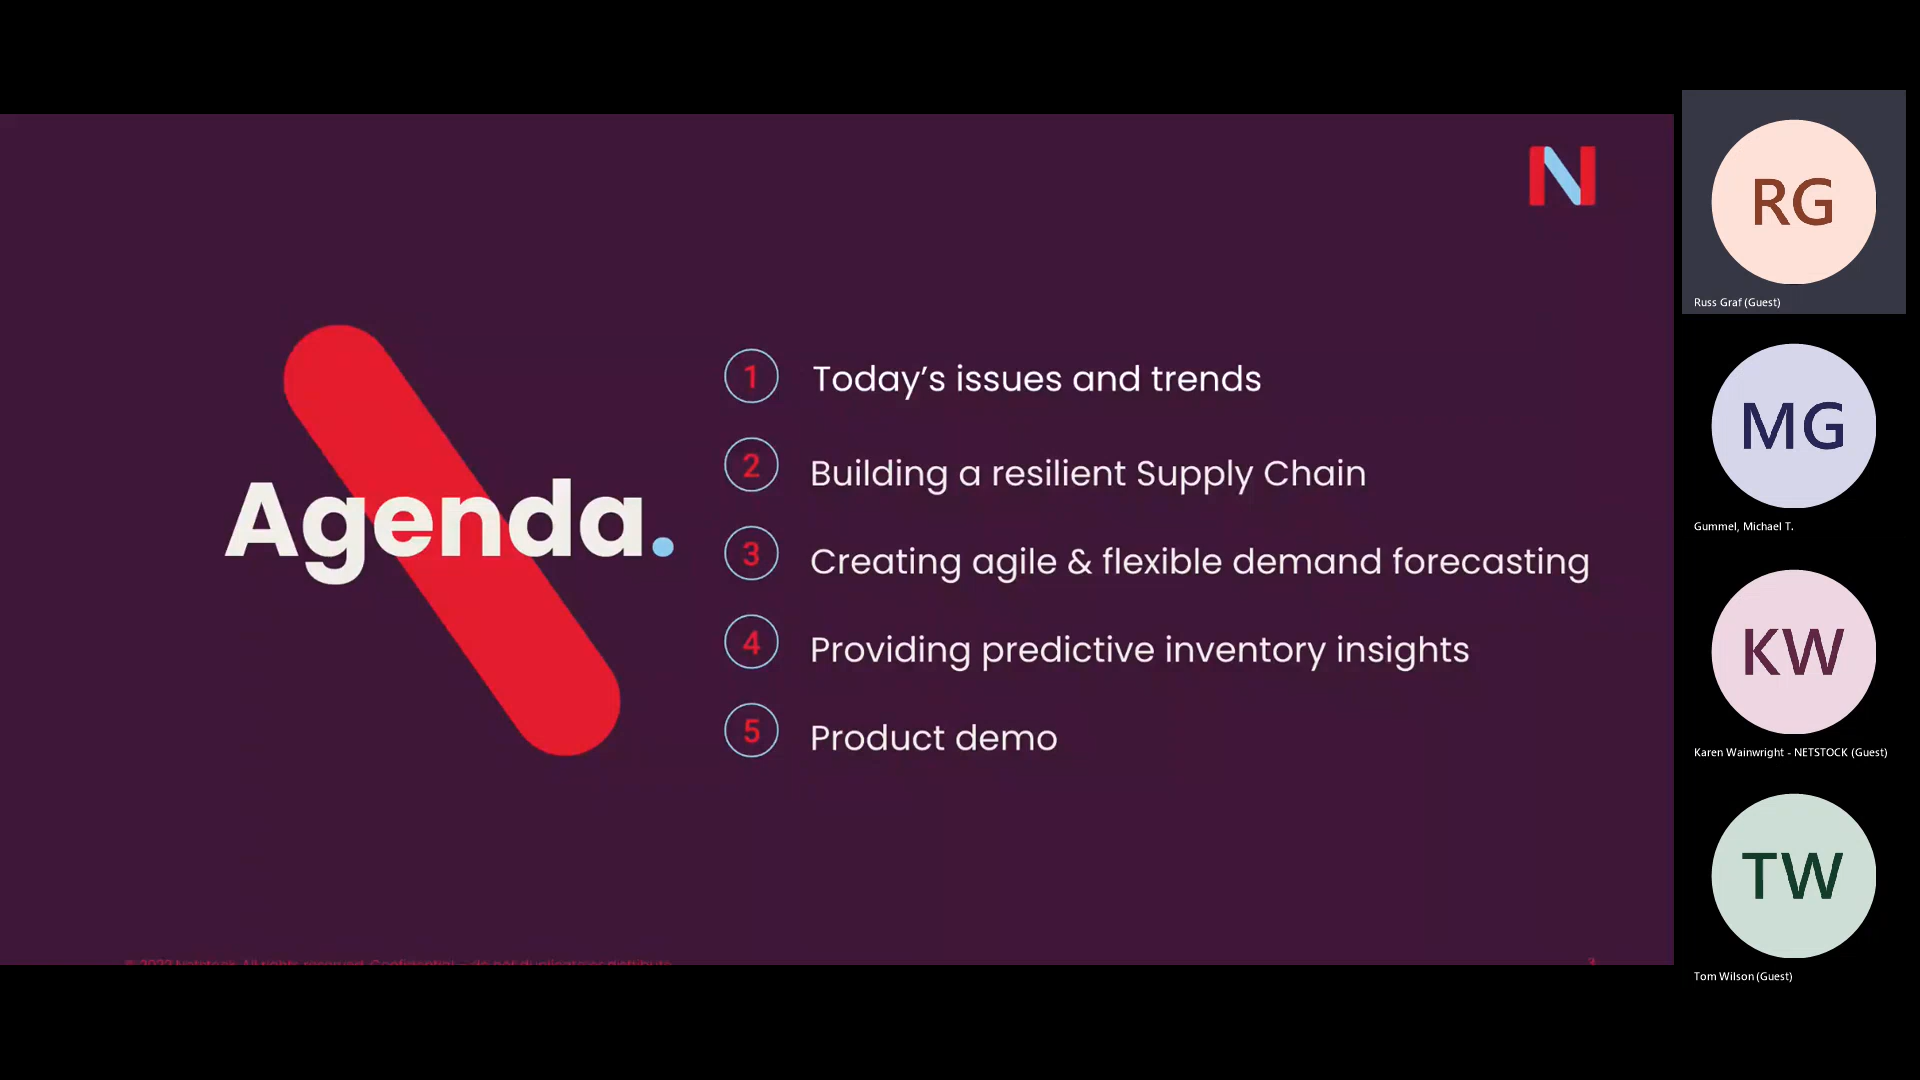 N
Agenda.
1 Today’s issues and trends
2 Building a resilient Supply Chain
3 Creating agile & flexible demand forecasting
4 Providing predictive inventory insights
5 Product demo
RG
Russ Graf (Guest)
MG
Gummel, Michael T.
KW
Karen Wainwright - NETSTOCK (Guest)
TW
Tom Wilson (Guest)